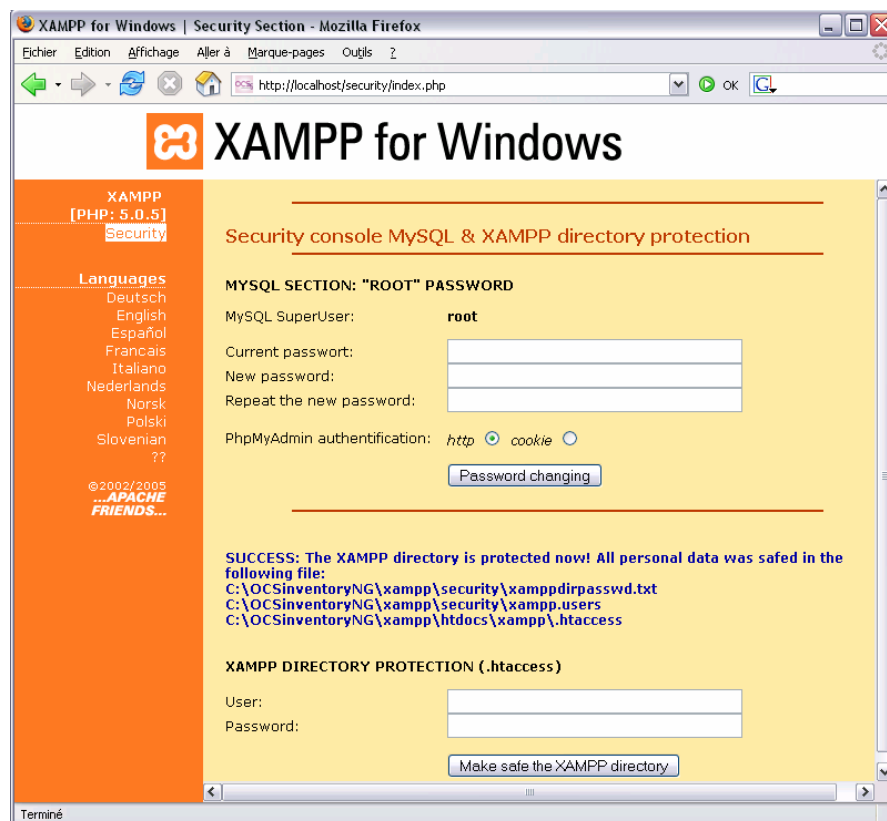 XAMPP for Windows | Security Section - Mozilla Firefox
Fichier Edition Affichage Aller à Marque-pages Outils ?
http://localhost/security/index.php OK G
XAMPP for Windows
XAMPP
[PHP: 5.0.5]
Security
Languages
Deutsch
English
Español
Francais
Italiano
Nederlands
Norsk
Polski
Slovenian
??
©2002/2005
...APACHE
FRIENDS...
Security console MySQL & XAMPP directory protection
MYSQL SECTION: "ROOT" PASSWORD
MySQL SuperUser: root
Current passwort:
New password:
Repeat the new password:
PhpMyAdmin authentification: http cookie
Password changing
SUCCESS: The XAMPP directory is protected now! All personal data was safed in the
following file:
C:\OCSinventoryNG\xampp\security\xamppdirpasswd.txt
C:\OCSinventoryNG\xampp\security\xampp.users
C:\OCSinventoryNG\xampp\htdocs\xampp\.htaccess
XAMPP DIRECTORY PROTECTION (.htaccess)
User:
Password:
Make safe the XAMPP directory
Terminé